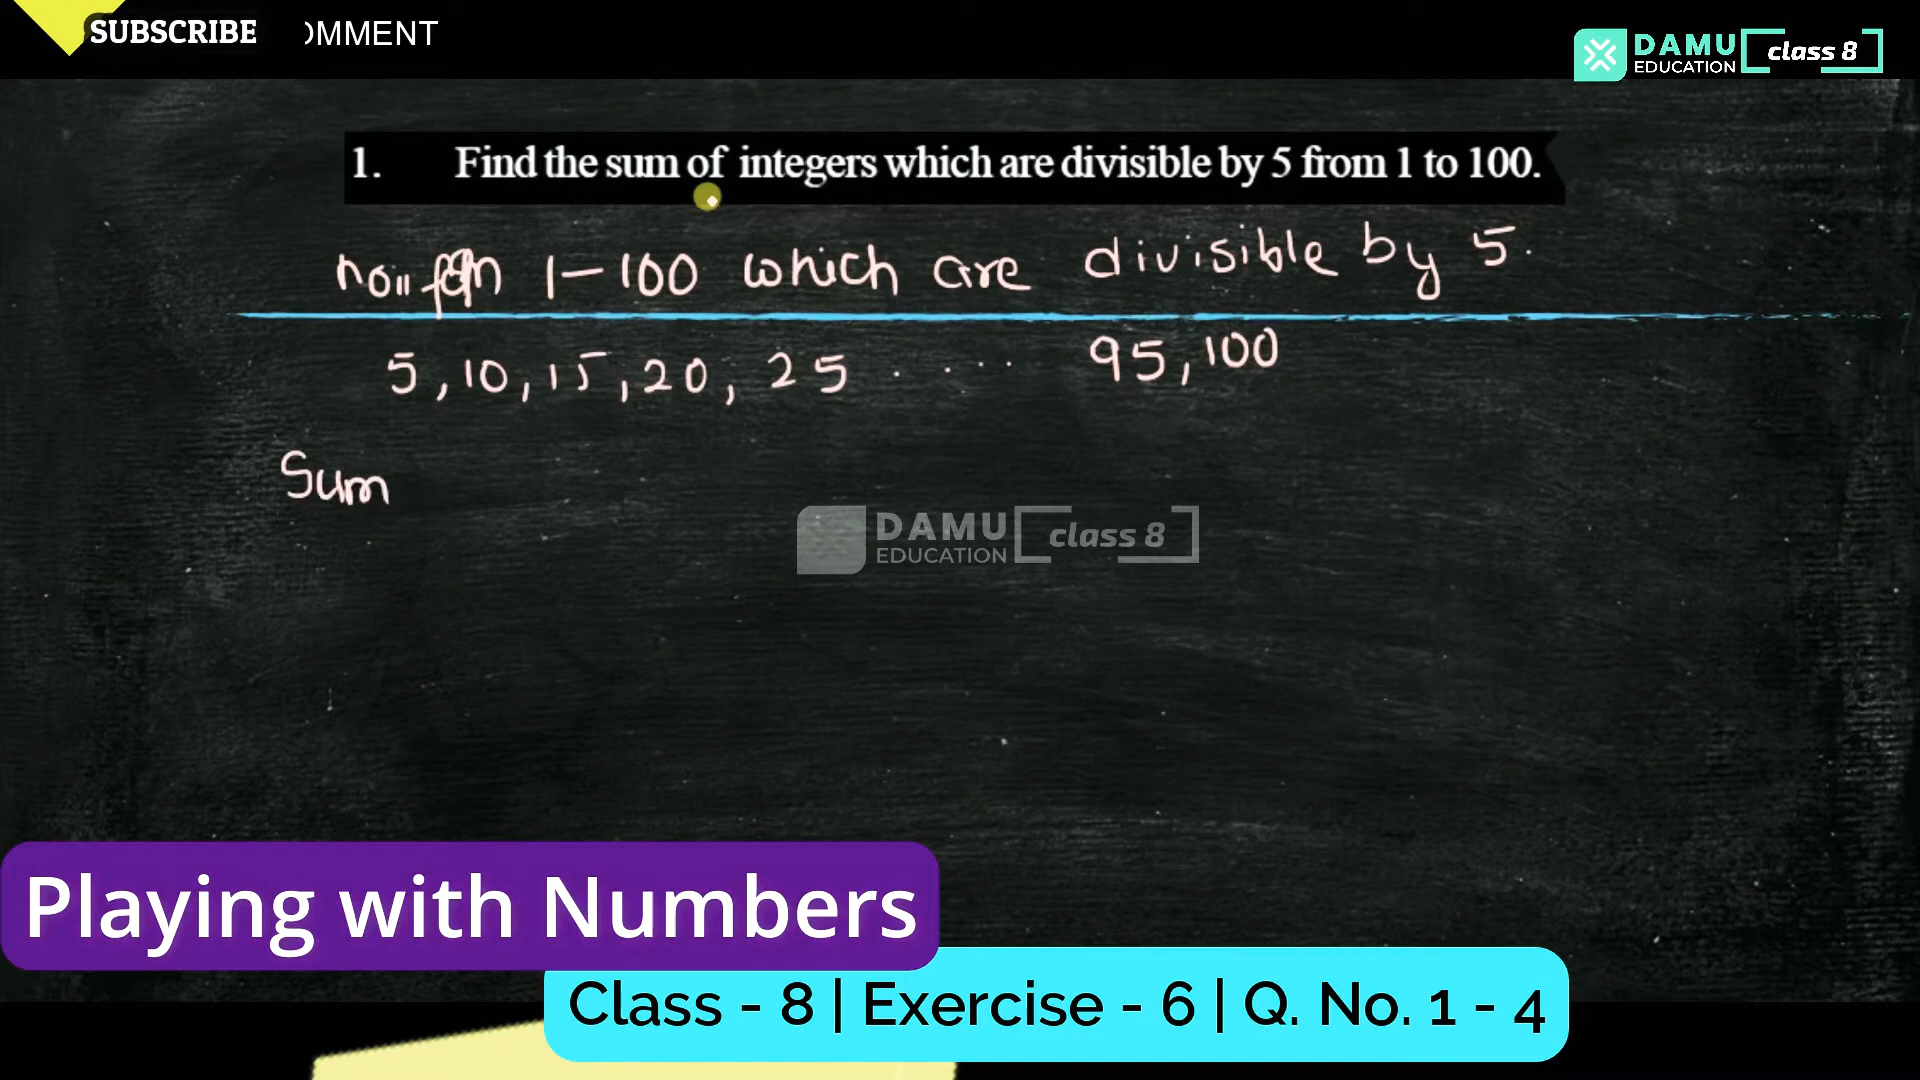 SUBSCRIBE OMMENT
DAMU EDUCATION class 8
1. Find the sum of integers which are divisible by 5 from 1 to 100.
1-100 which are divisible by 5.
5, 10, 15, 20, 25 ..... 95, 100
Sum
DAMU EDUCATION class 8
Playing with Numbers
Class - 8 | Exercise - 6 | Q. No. 1 - 4